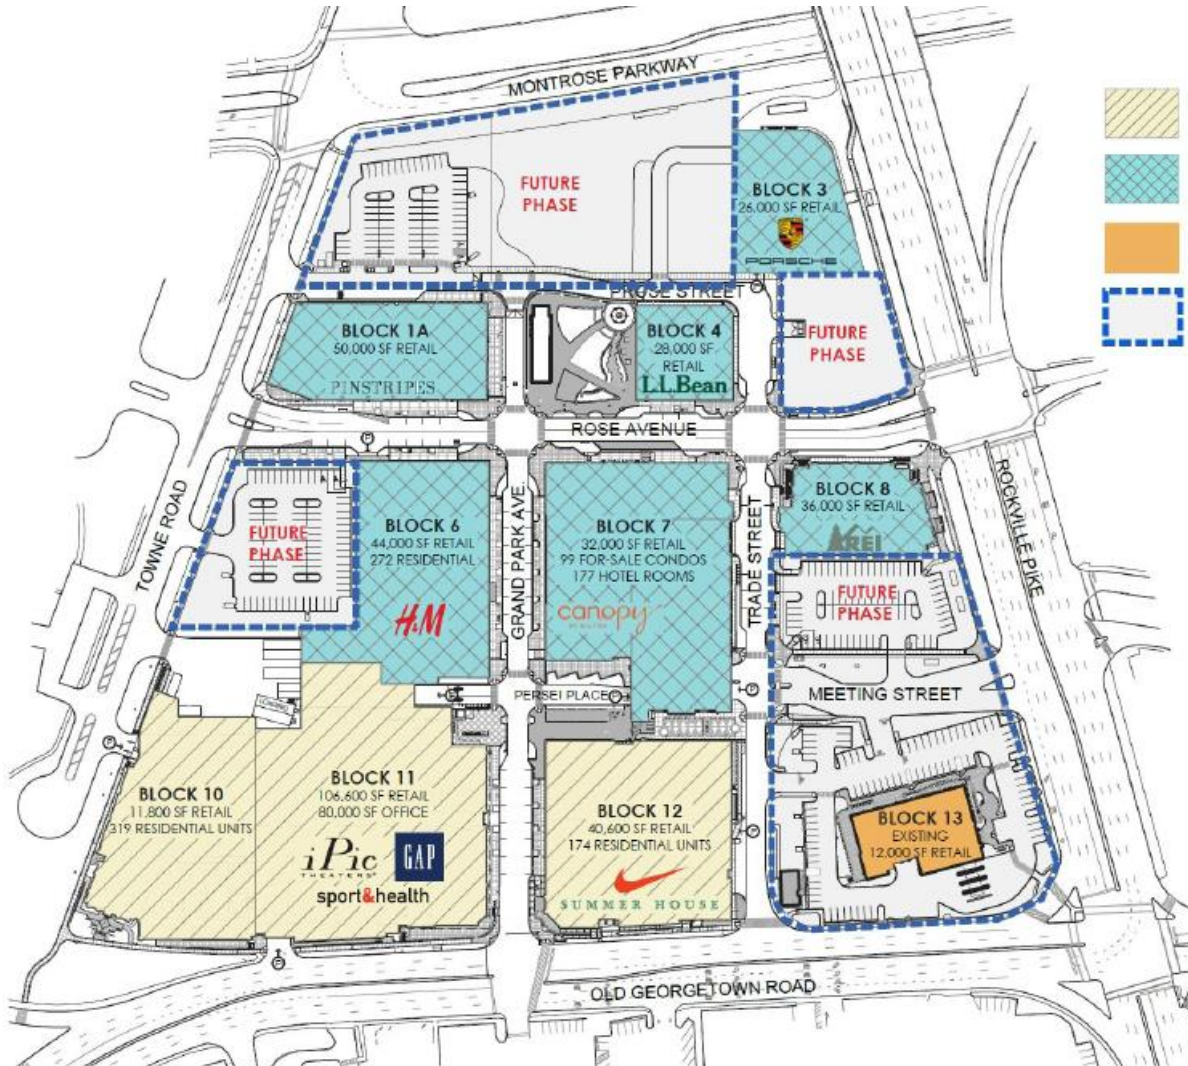 MONTROSE PARKWAY
FUTURE
PHASE
BLOCK 3
26,000 SF RETAIL
PORSCHE
PROSE STREET
BLOCK 1A
50,000 SF RETAIL
PINSTRIPES
BLOCK 4
28,000 SF
RETAIL
L.L.Bean
FUTURE
PHASE
ROSE AVENUE
TOWNE ROAD
FUTURE
PHASE
BLOCK 6
44,000 SF RETAIL
272 RESIDENTIAL
H&M
GRAND PARK AVE.
BLOCK 7
32,000 SF RETAIL
99 FOR-SALE CONDOS
177 HOTEL ROOMS
canopy
TRADE STREET
BLOCK 8
36,000 SF RETAIL
REI
ROCKVILLE PIKE
FUTURE
PHASE
PERSEI PLACE
MEETING STREET
LOADING
BLOCK 10
11,800 SF RETAIL
319 RESIDENTIAL UNITS
BLOCK 11
106,600 SF RETAIL
80,000 SF OFFICE
iPic
THEATERS
GAP
sport&health
BLOCK 12
40,600 SF RETAIL
174 RESIDENTIAL UNITS
SUMMER HOUSE
BLOCK 13
EXISTING
12,000 SF RETAIL
OLD GEORGETOWN ROAD